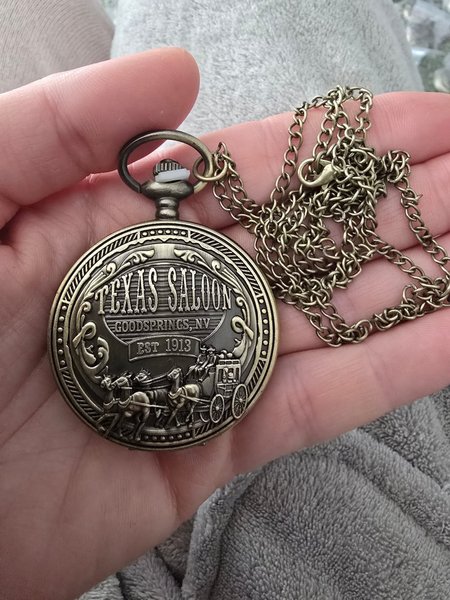 TEXAS SALOON
GOODSPRINGS, NV
EST 1913